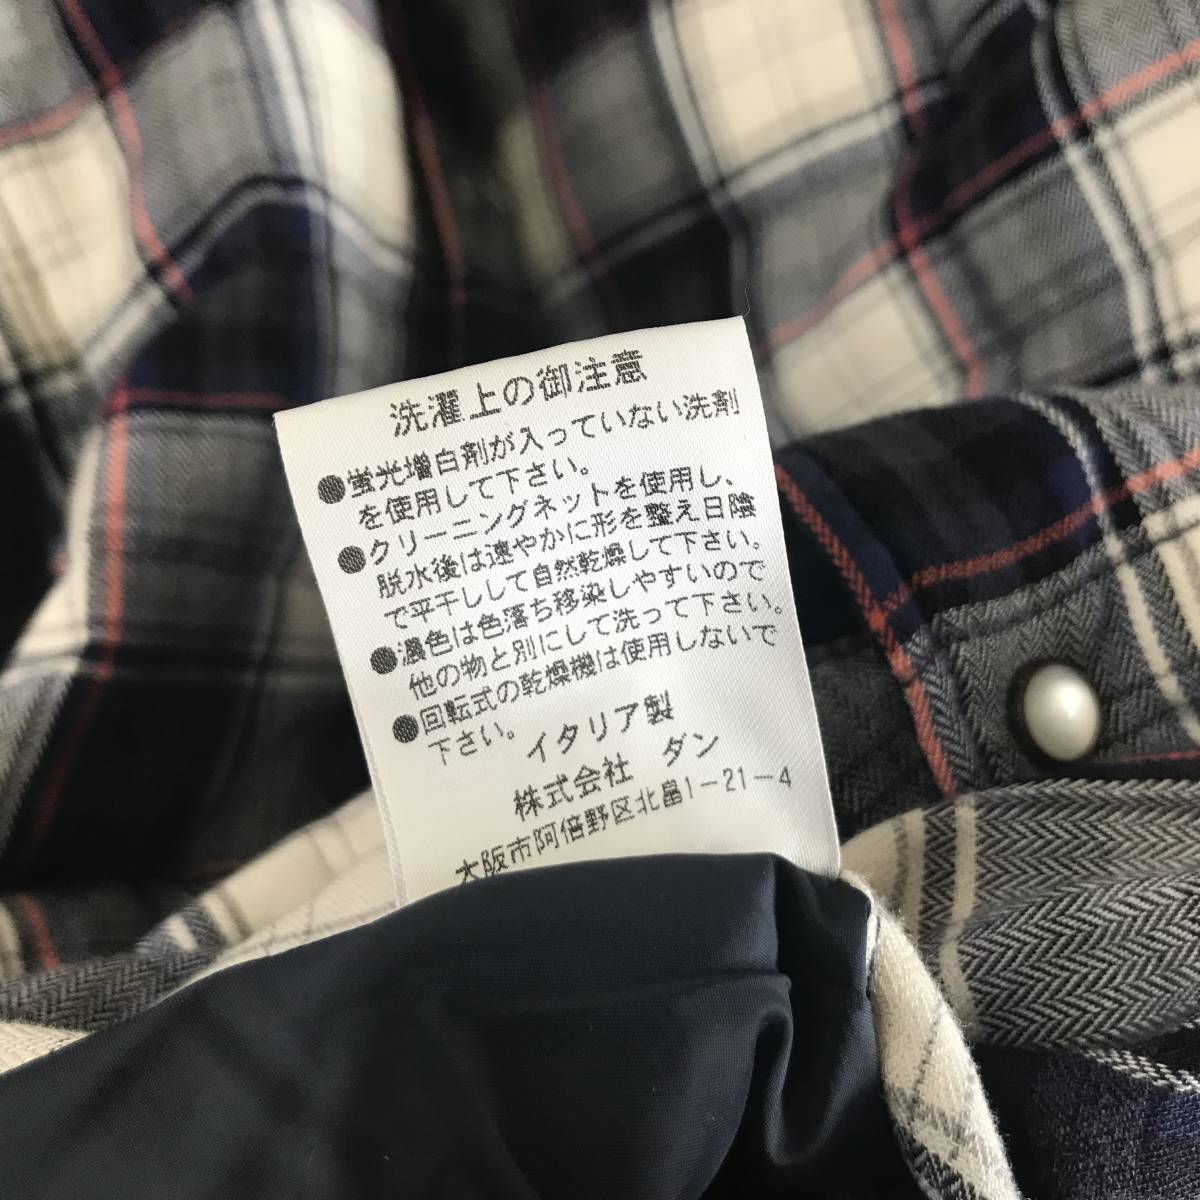 洗濯上の御注意
●蛍光増白剤が入っていない洗剤
を使用して下さい。
●クリーニングネットを使用し、
脱水後は速やかに形を整え日陰
で平干しして自然乾燥して下さい。
●濃色は色落ち移染しやすいので
他の物と別にして洗って下さい。
●回転式の乾燥機は使用しないで
下さい。
イタリア製
株式会社 ダン
大阪市阿倍野区北畠1-21-4